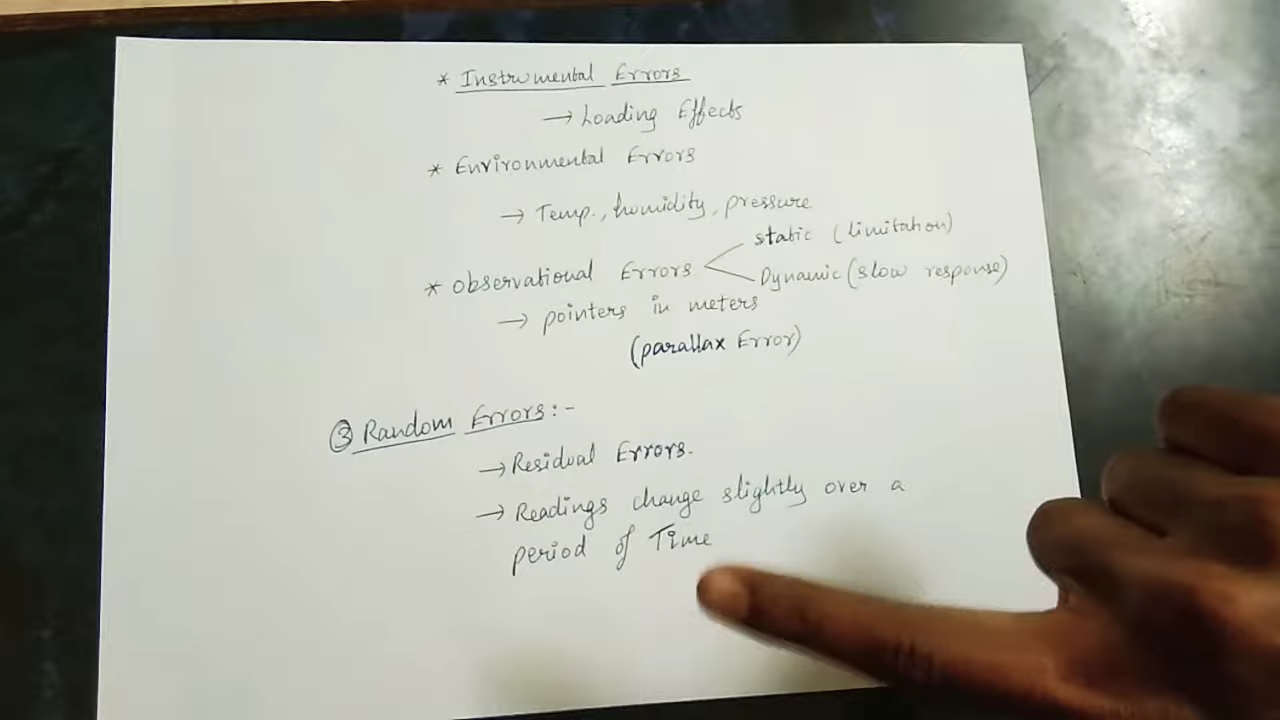 * Instrumental Errors
→ Loading Effects
* Environmental Errors
→ Temp., humidity, pressure
* Observational Errors
static (limitation)
Dynamic (slow response)
→ pointers in meters
(parallax Error)
③ Random Errors:-
→ Residual Errors.
→ Readings change slightly over a
period of Time